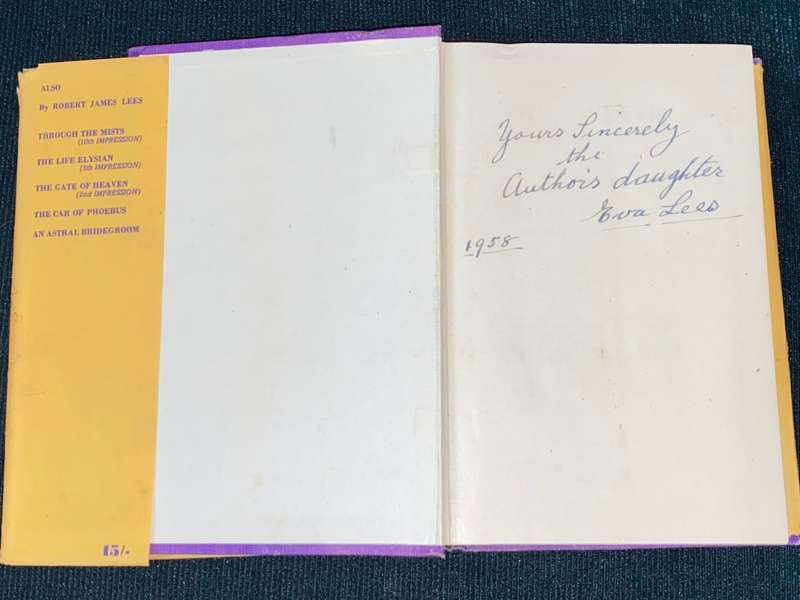 ALSO
By ROBERT JAMES LEES
THROUGH THE MISTS
(10th IMPRESSION)
THE LIFE ELYSIAN
(5th IMPRESSION)
THE GATE OF HEAVEN
(2nd IMPRESSION)
THE CAR OF PHOEBUS
AN ASTRAL BRIDEGROOM
15/-
Yours Sincerely
the
Author's daughter
Eva Lees
1958